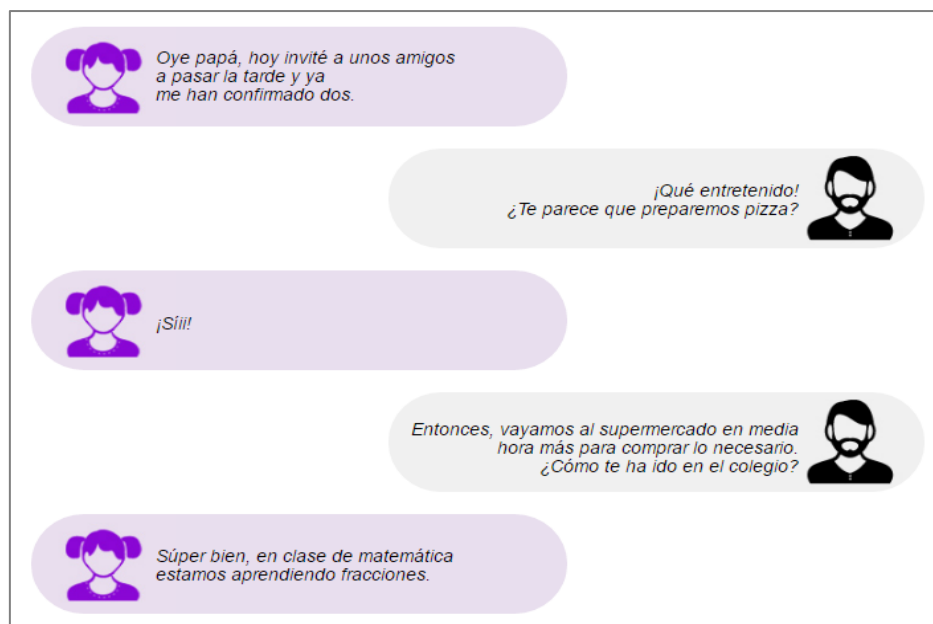 Oye papá, hoy invité a unos amigos
a pasar la tarde y ya
me han confirmado dos.
¡Qué entretenido!
¿Te parece que preparemos pizza?
¡Síii!
Entonces, vayamos al supermercado en media
hora más para comprar lo necesario.
¿Cómo te ha ido en el colegio?
Súper bien, en clase de matemática
estamos aprendiendo fracciones.